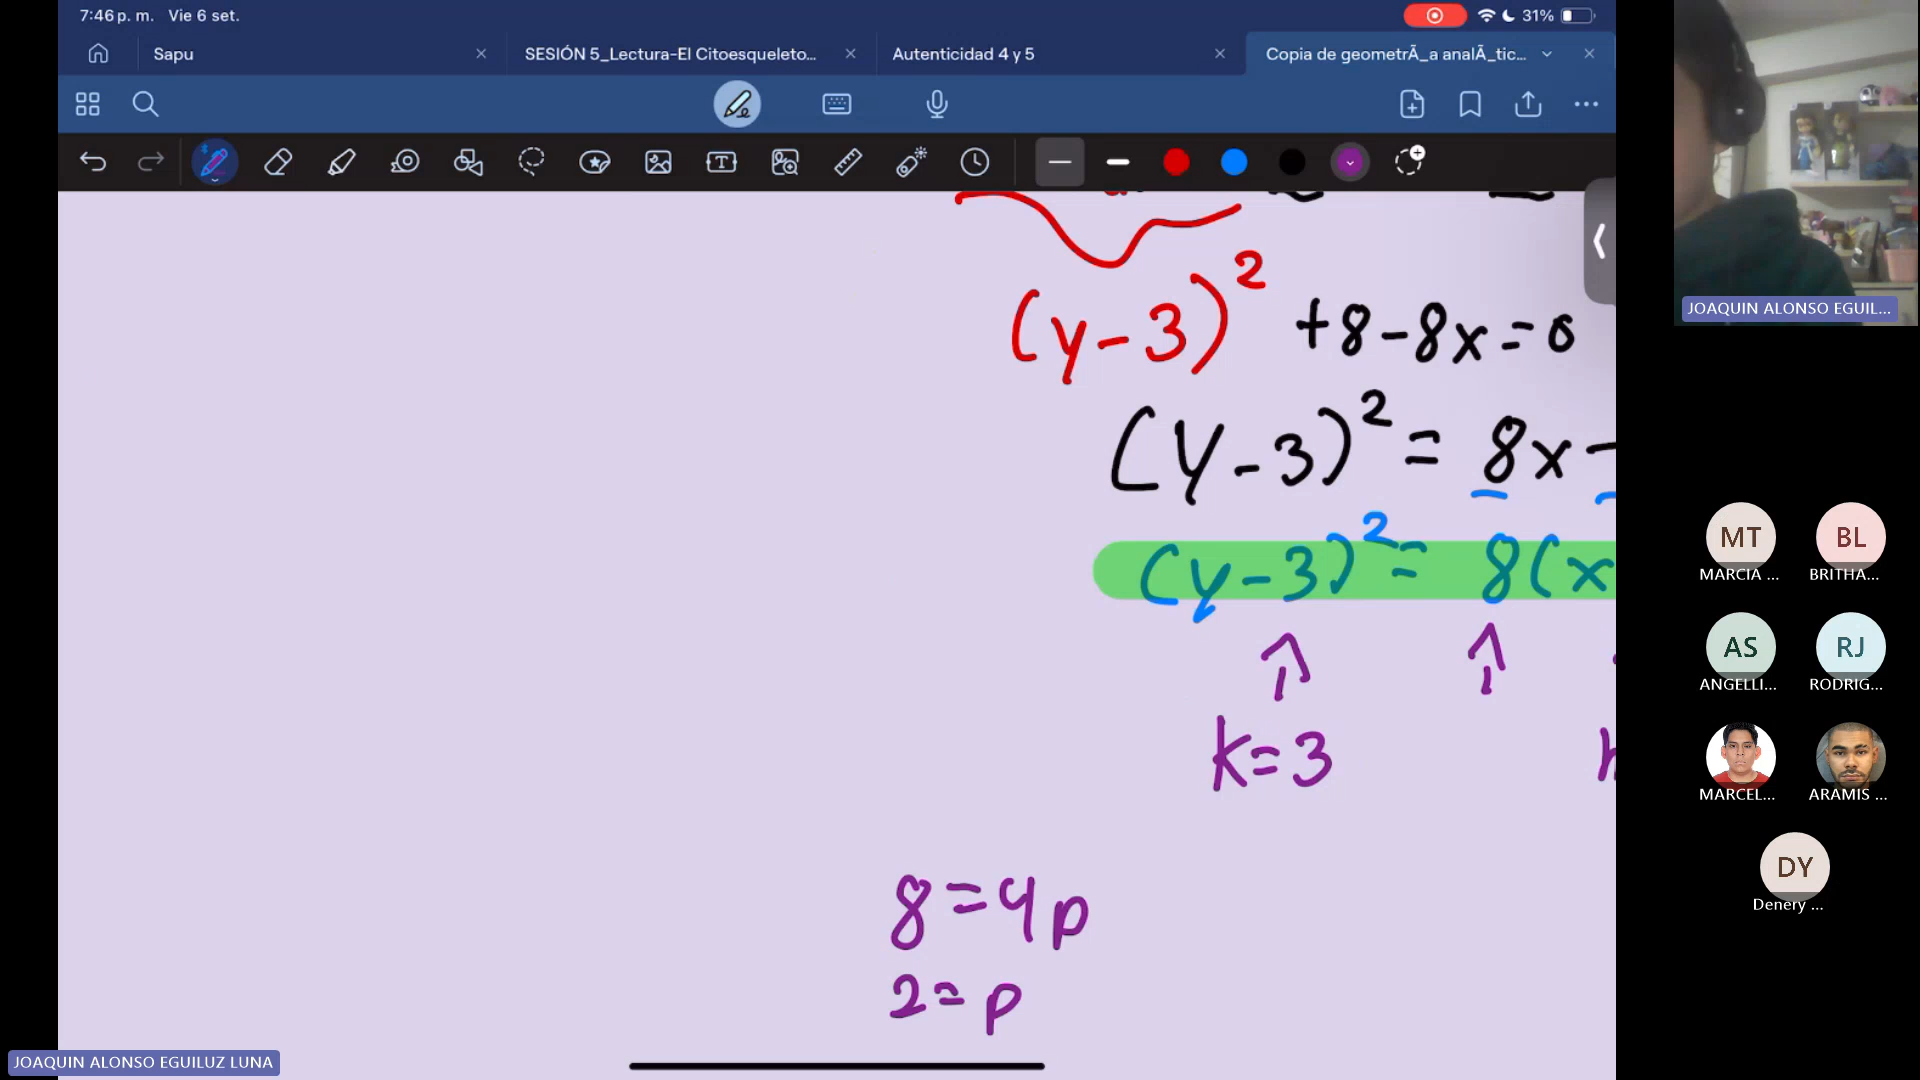 7:46 p. m. Vie 6 set.
31%
Sapu
SESIÓN 5_Lectura-El Citoesqueleto...
Autenticidad 4 y 5
Copia de geometrÃ_a analÃ_tic...
(y-3)² +8-8x=0
(y-3)² = 8x-
(y-3)² = 8(x
k=3
8=4p
2=p
JOAQUIN ALONSO EGUIL...
MT
BL
MARCIA ...
BRITHA...
AS
RJ
ANGELLI...
RODRIG...
MARCEL...
ARAMIS ...
DY
Denery ...
JOAQUIN ALONSO EGUILUZ LUNA